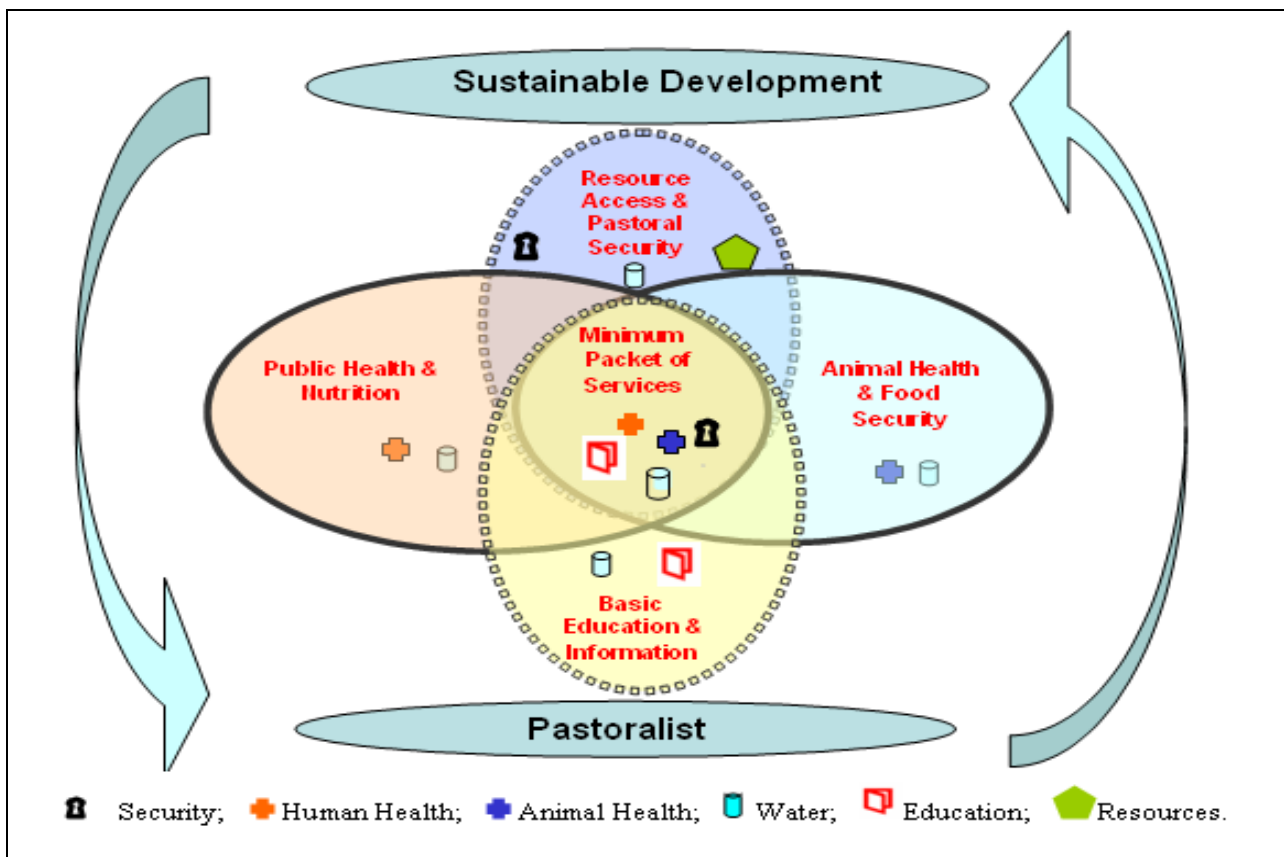 Sustainable Development
Resource
Access &
Pastoral
Security
Minimum
Packet of
Services
Public Health &
Nutrition
Animal Health
& Food
Security
Basic
Education &
Information
Pastoralist
Security; Human Health; Animal Health; Water; Education; Resources.